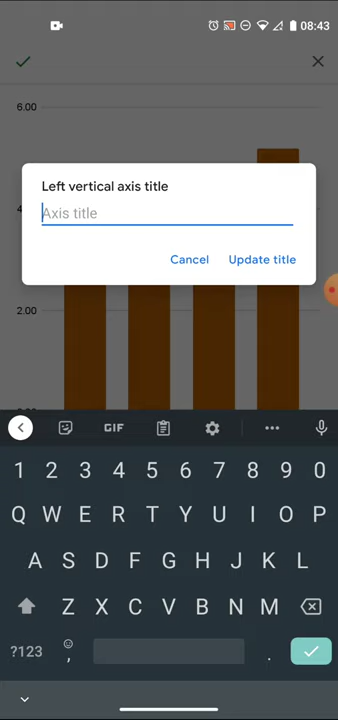 08:43
6.00
Left vertical axis title
4
Axis title
Cancel Update title
2.00
GIF
1 2 3 4 5 6 7 8 9 0
Q W E R T Y U I O P
A S D F G H J K L
Z X C V B N M
?123 , .